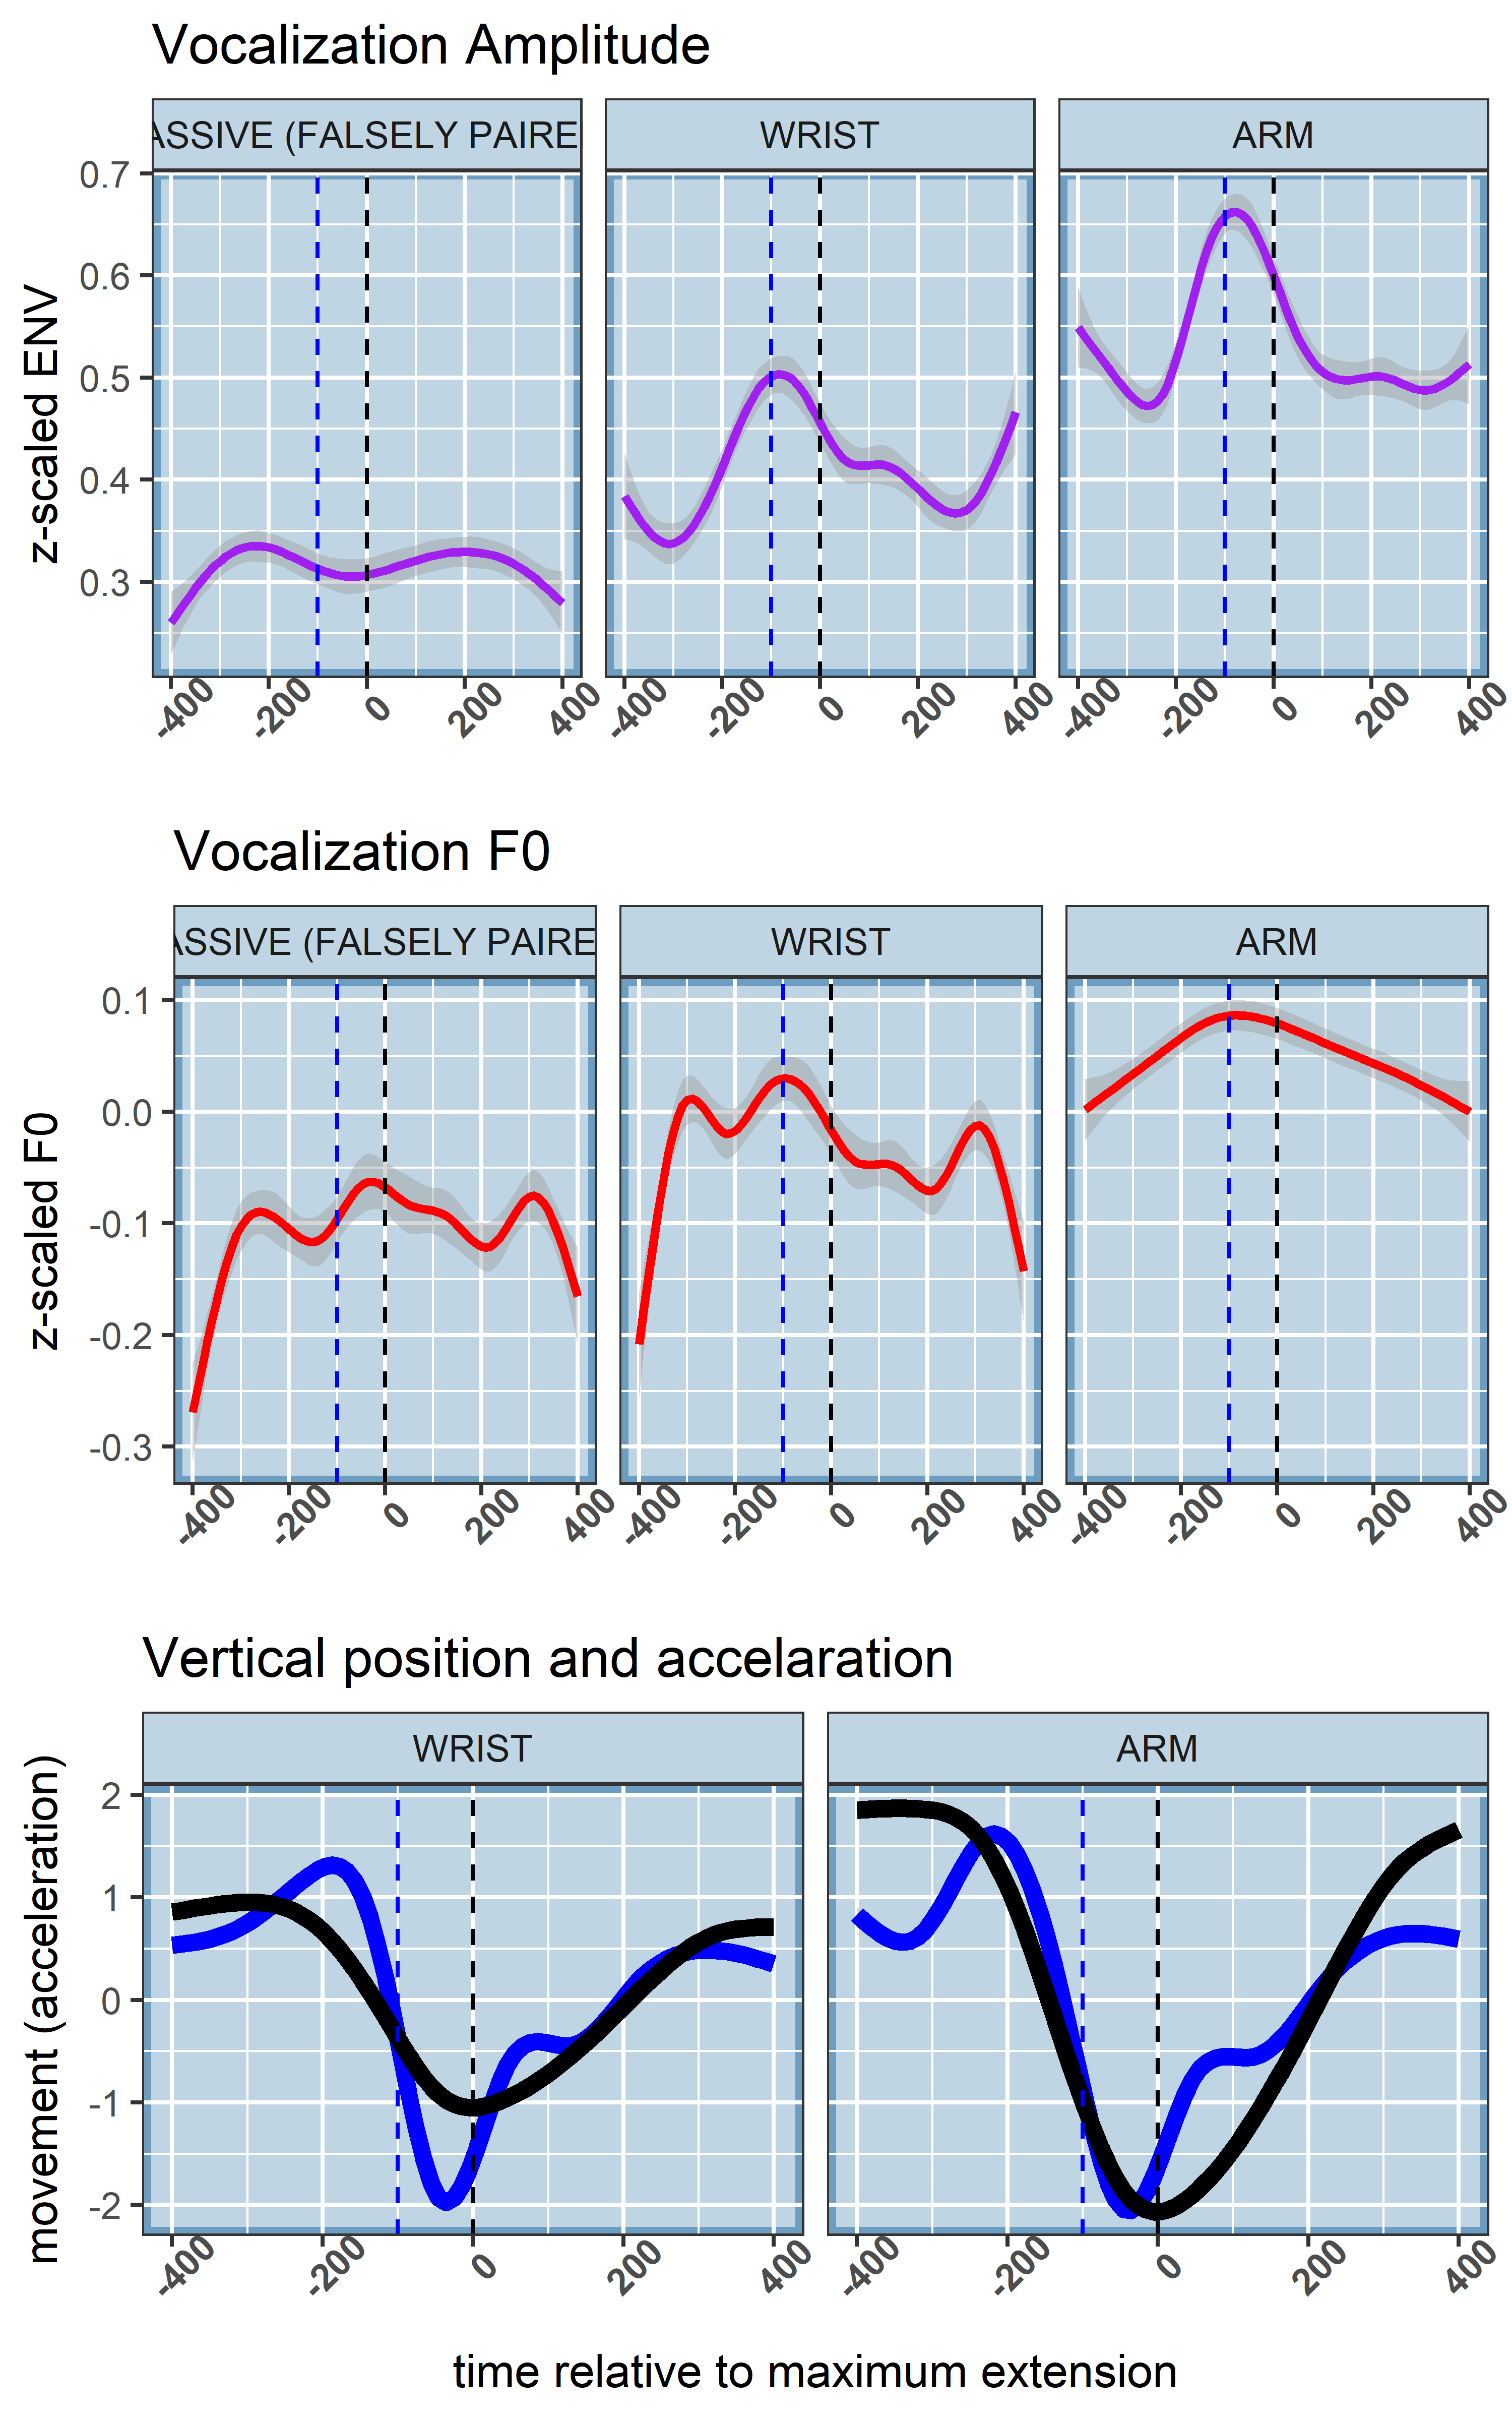 Vocalization Amplitude
ASSIVE (FALSELY PAIRE WRIST ARM
z-scaled ENV
0.7
0.6
0.5
0.4
0.3
-400 -200 0 200 400 -400 -200 0 200 400 -400 -200 0 200 400
Vocalization F0
ASSIVE (FALSELY PAIRE WRIST ARM
z-scaled F0
0.1
0.0
-0.1
-0.2
-0.3
-400 -200 0 200 400 -400 -200 0 200 400 -400 -200 0 200 400
Vertical position and accelaration
WRIST ARM
movement (acceleration)
2
1
0
-1
-2
-400 -200 0 200 400 -400 -200 0 200 400
time relative to maximum extension